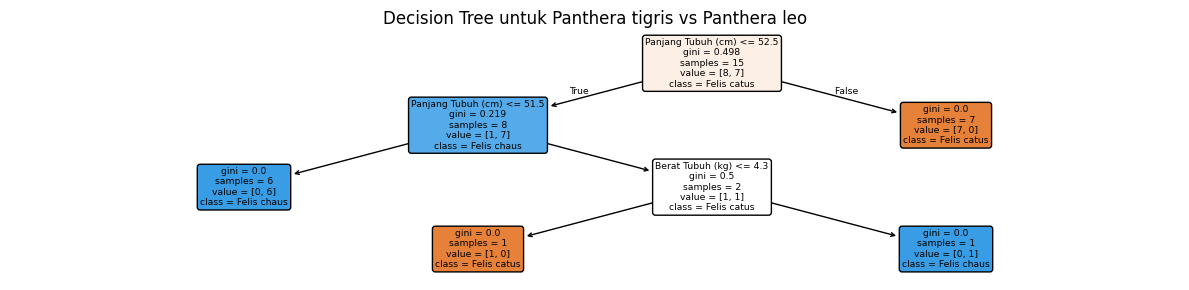 Decision Tree untuk Panthera tigris vs Panthera leo
Panjang Tubuh (cm) <= 52.5
gini = 0.498
samples = 15
value = [8, 7]
class = Felis catus
True
False
Panjang Tubuh (cm) <= 51.5
gini = 0.219
samples = 8
value = [1, 7]
class = Felis chaus
gini = 0.0
samples = 7
value = [7, 0]
class = Felis catus
gini = 0.0
samples = 6
value = [0, 6]
class = Felis chaus
Berat Tubuh (kg) <= 4.3
gini = 0.5
samples = 2
value = [1, 1]
class = Felis catus
gini = 0.0
samples = 1
value = [1, 0]
class = Felis catus
gini = 0.0
samples = 1
value = [0, 1]
class = Felis chaus